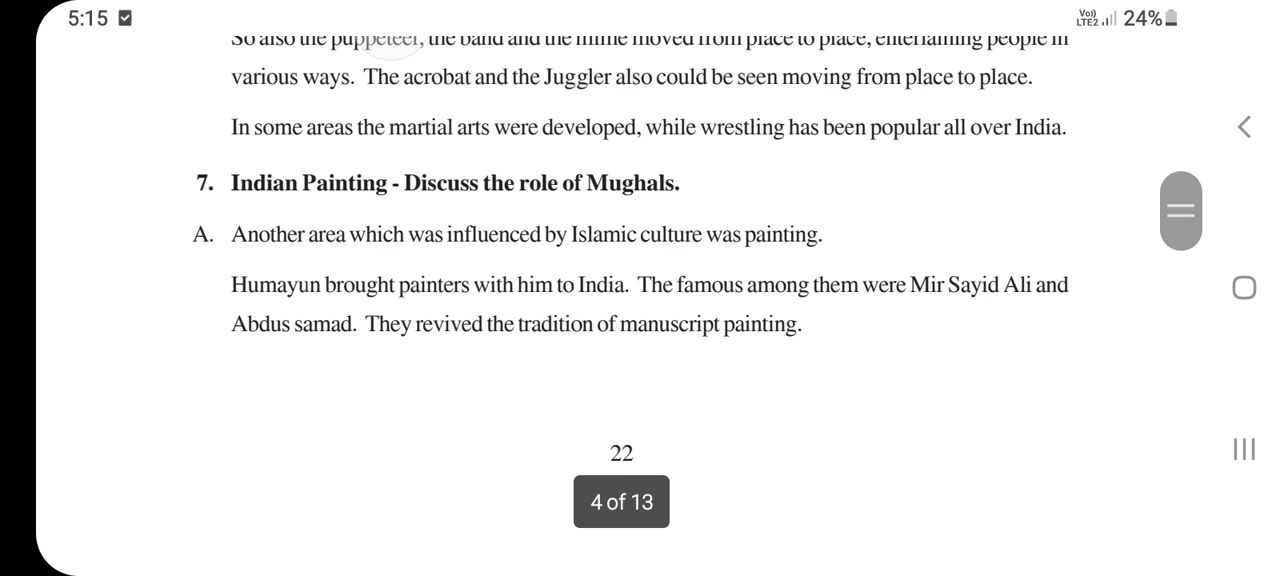 5:15
Vo)) LTE2 24%
So also the puppeteer, the band and the mime moved from place to place, entertaining people in
various ways. The acrobat and the Juggler also could be seen moving from place to place.
In some areas the martial arts were developed, while wrestling has been popular all over India.
7. Indian Painting - Discuss the role of Mughals.
A. Another area which was influenced by Islamic culture was painting.
Humayun brought painters with him to India. The famous among them were Mir Sayid Ali and
Abdus samad. They revived the tradition of manuscript painting.
22
4 of 13